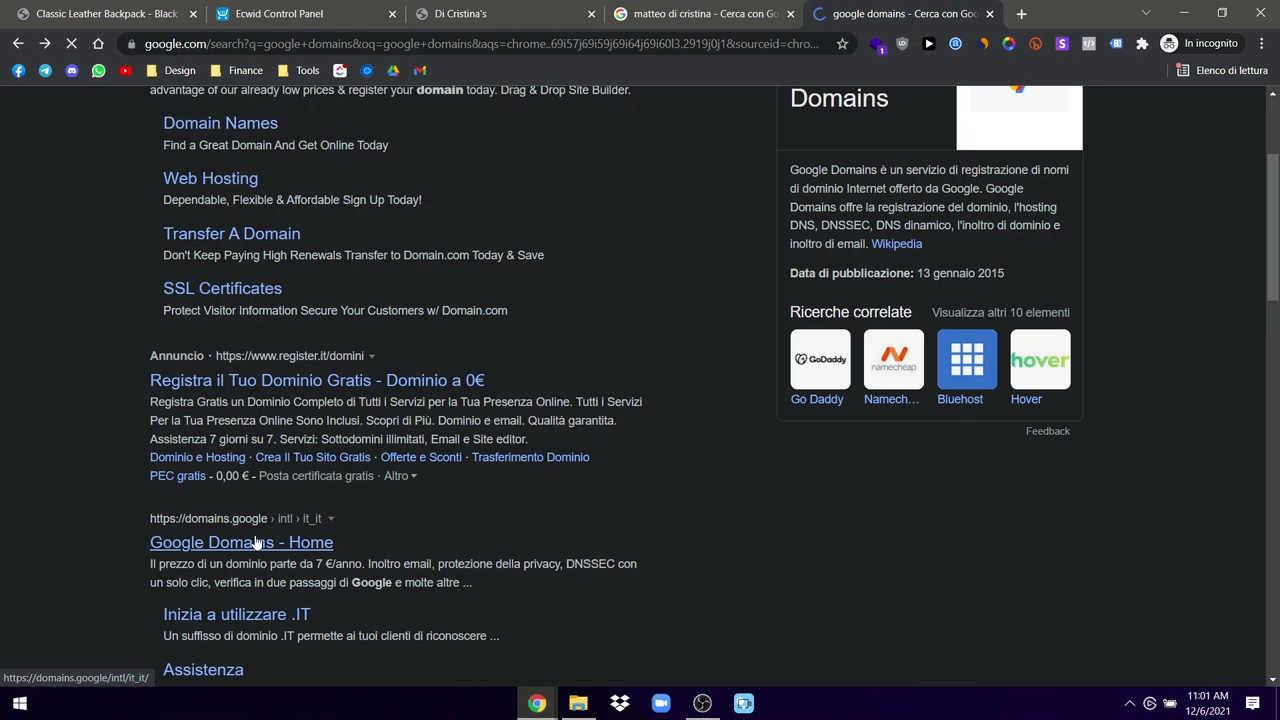 Classic Leather Backpack - Black
Ecwid Control Panel
Di Cristina's
matteo di cristina - Cerca con Go
google domains - Cerca con Goo
google.com/search?q=google+domains&oq=google+domains&aqs=chrome..69i57j69i59j69i64j69i60l3.2919j0j1&sourceid=chro...
1
In incognito
Design
Finance
Tools
Elenco di lettura
advantage of our already low prices & register your domain today. Drag & Drop Site Builder.
Domain Names
Find a Great Domain And Get Online Today
Web Hosting
Dependable, Flexible & Affordable Sign Up Today!
Transfer A Domain
Don't Keep Paying High Renewals Transfer to Domain.com Today & Save
SSL Certificates
Protect Visitor Information Secure Your Customers w/ Domain.com
Annuncio · https://www.register.it/domini
Registra il Tuo Dominio Gratis - Dominio a 0€
Registra Gratis un Dominio Completo di Tutti i Servizi per la Tua Presenza Online. Tutti i Servizi
Per la Tua Presenza Online Sono Inclusi. Scopri di Più. Dominio e email. Qualità garantita.
Assistenza 7 giorni su 7. Servizi: Sottodomini illimitati, Email e Site editor.
Dominio e Hosting · Crea Il Tuo Sito Gratis · Offerte e Sconti · Trasferimento Dominio
PEC gratis - 0,00 € - Posta certificata gratis · Altro
https://domains.google › intl › it_it
Google Domains - Home
Il prezzo di un dominio parte da 7 €/anno. Inoltro email, protezione della privacy, DNSSEC con
un solo clic, verifica in due passaggi di Google e molte altre ...
Inizia a utilizzare .IT
Un suffisso di dominio .IT permette ai tuoi clienti di riconoscere ...
Assistenza
https://domains.google/intl/it_it/
Domains
Google Domains è un servizio di registrazione di nomi
di dominio Internet offerto da Google. Google
Domains offre la registrazione del dominio, l'hosting
DNS, DNSSEC, DNS dinamico, l'inoltro di dominio e
inoltro di email. Wikipedia
Data di pubblicazione: 13 gennaio 2015
Ricerche correlate
Visualizza altri 10 elementi
GoDaddy
namecheap
hover
Go Daddy
Namech...
Bluehost
Hover
Feedback
11:01 AM
12/6/2021